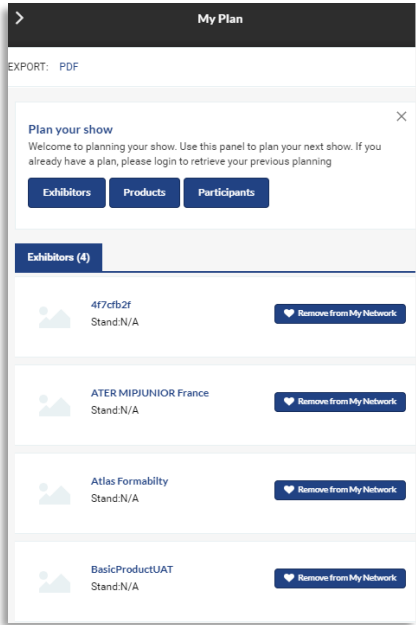 My Plan
EXPORT: PDF
Plan your show
Welcome to planning your show. Use this panel to plan your next show. If you
already have a plan, please login to retrieve your previous planning
Exhibitors Products Participants
Exhibitors (4)
4f7cfb2f
Stand:N/A
Remove from My Network
ATER MIPJUNIOR France
Stand:N/A
Remove from My Network
Atlas Formabilty
Stand:N/A
Remove from My Network
BasicProductUAT
Stand:N/A
Remove from My Network